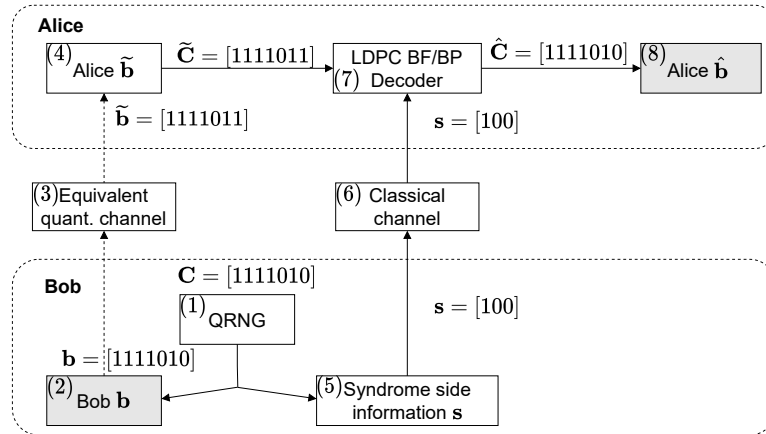 Alice
(4) Alice b̃
C̃ = [1111011]
LDPC BF/BP
(7) Decoder
Ĉ = [1111010]
(8) Alice b̂
b̃ = [1111011]
s = [100]
(3) Equivalent
quant. channel
(6) Classical
channel
Bob
C = [1111010]
(1) QRNG
s = [100]
b = [1111010]
(2) Bob b
(5) Syndrome side
information s